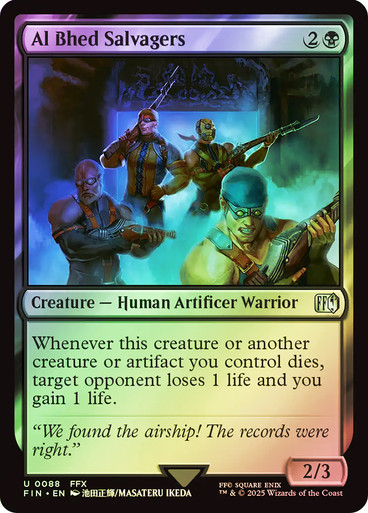 Al Bhed Salvagers 2
Creature — Human Artificer Warrior
Whenever this creature or another
creature or artifact you control dies,
target opponent loses 1 life and you
gain 1 life.
“We found the airship! The records were
right.”
2/3
U 0088 FFX
FIN • EN 池田正輝/MASATERU IKEDA
FF© SQUARE ENIX
™ & © 2025 Wizards of the Coast